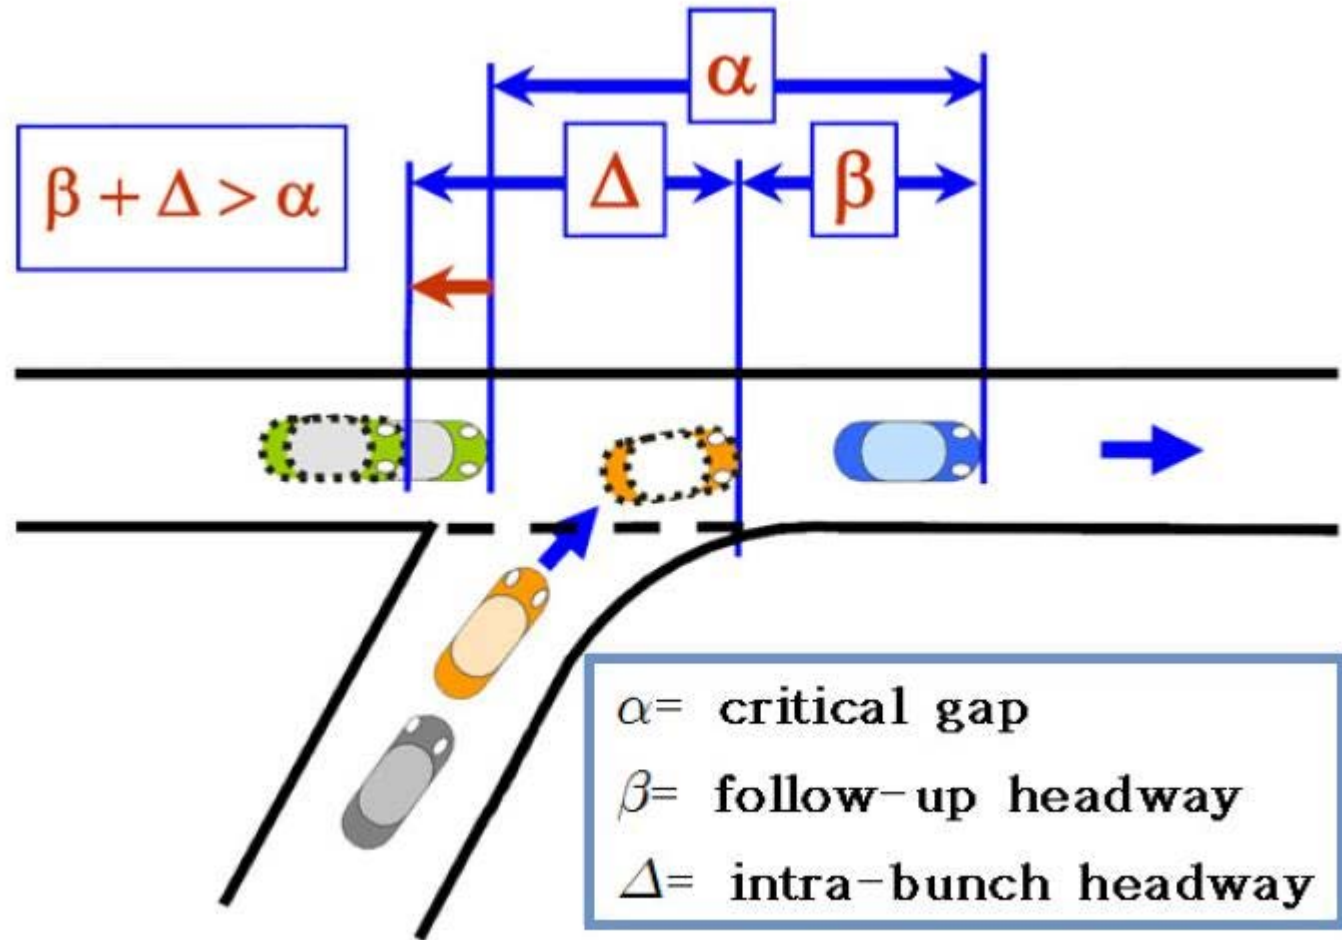 α
β + Δ > α
Δ
β
α= critical gap
β= follow-up headway
Δ= intra-bunch headway